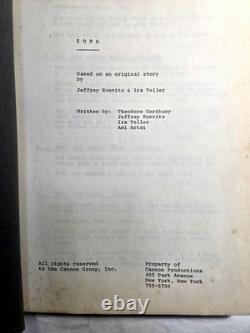 Based on an original story
by
Jeffrey Konvitz & Ira Teller
Written by: Theodore Gershuny
Jeffrey Konvitz
Ira Teller
Ami Artzi
All rights reserved
to the Cannon Group, Inc.
Property of
Cannon Productions
405 Park Avenue
New York, New York
759-5700